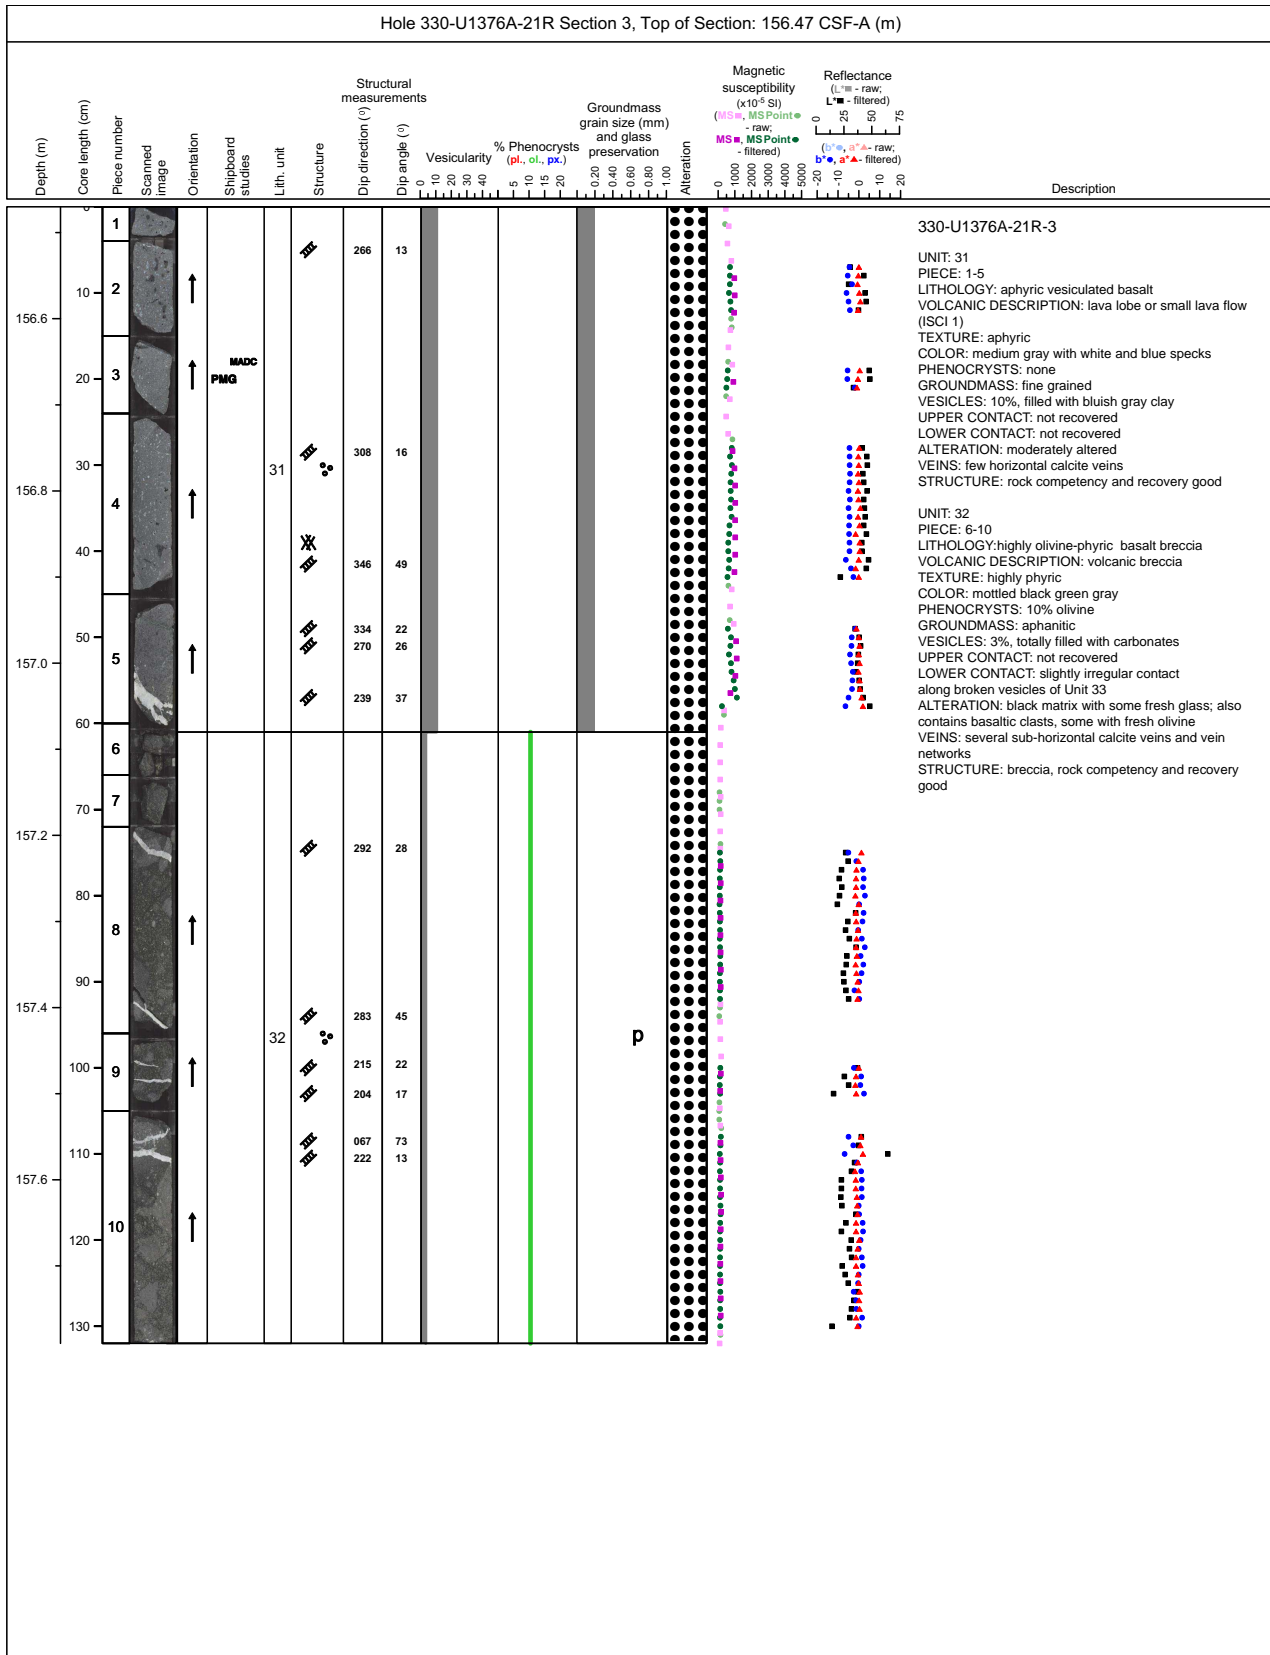 Hole 330-U1376A-21R Section 3, Top of Section: 156.47 CSF-A (m)
Depth (m)
Core length (cm)
Piece number
Scanned
image
Orientation
Shipboard
studies
Lith. unit
Structure
Structural
measurements
Dip direction (°)
Dip angle (°)
Vesicularity
0 10 20 30 40
% Phenocrysts
(pl., ol., px.)
5 10 15 20
Groundmass
grain size (mm)
and glass
preservation
0.20 0.40 0.60 0.80 1.00
Alteration
Magnetic
susceptibility
(x10⁻⁵ SI)
(MS■, MSPoint●
- raw;
MS■, MSPoint●
- filtered)
0 1000 2000 3000 4000 5000
Reflectance
(L*■ - raw;
L*■ - filtered)
0 25 50 75
(b*●, a*▲- raw;
b*●, a*▲- filtered)
-20 -10 0 10 20
Description
0
1
266 13
10
2
156.6
MADC
3
20
PMG
308 16
30
31
156.8
4
40
346 49
334 22
50
270 26
157.0
5
239 37
60
6
7
70
157.2
292 28
80
8
90
157.4
283 45
32
p
100
9
215 22
204 17
067 73
110
222 13
157.6
10
120
130
330-U1376A-21R-3
UNIT: 31
PIECE: 1-5
LITHOLOGY: aphyric vesiculated basalt
VOLCANIC DESCRIPTION: lava lobe or small lava flow
(ISCI 1)
TEXTURE: aphyric
COLOR: medium gray with white and blue specks
PHENOCRYSTS: none
GROUNDMASS: fine grained
VESICLES: 10%, filled with bluish gray clay
UPPER CONTACT: not recovered
LOWER CONTACT: not recovered
ALTERATION: moderately altered
VEINS: few horizontal calcite veins
STRUCTURE: rock competency and recovery good
UNIT: 32
PIECE: 6-10
LITHOLOGY:highly olivine-phyric basalt breccia
VOLCANIC DESCRIPTION: volcanic breccia
TEXTURE: highly phyric
COLOR: mottled black green gray
PHENOCRYSTS: 10% olivine
GROUNDMASS: aphanitic
VESICLES: 3%, totally filled with carbonates
UPPER CONTACT: not recovered
LOWER CONTACT: slightly irregular contact
along broken vesicles of Unit 33
ALTERATION: black matrix with some fresh glass; also
contains basaltic clasts, some with fresh olivine
VEINS: several sub-horizontal calcite veins and vein
networks
STRUCTURE: breccia, rock competency and recovery
good